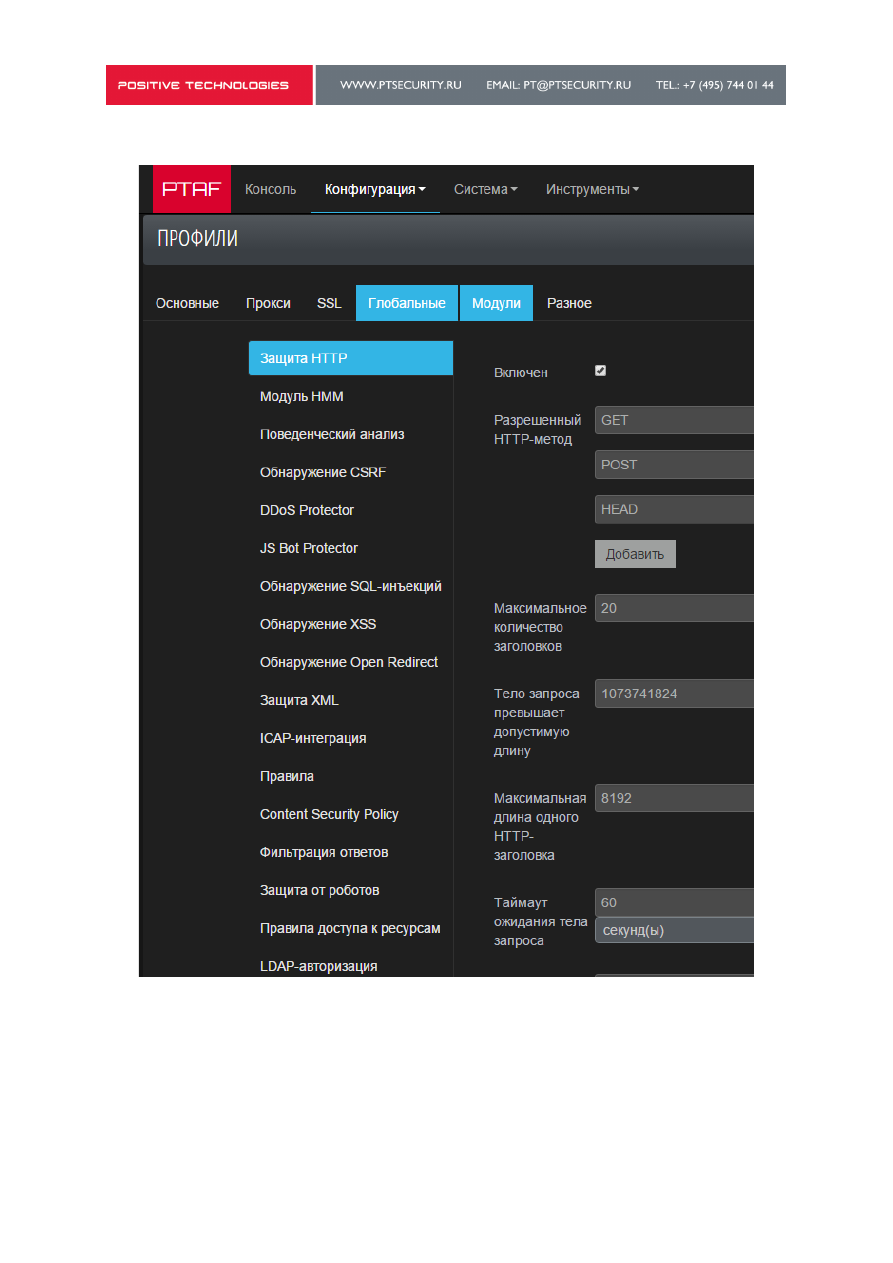 POSITIVE TECHNOLOGIES WWW.PTSECURITY.RU EMAIL: PT@PTSECURITY.RU TEL.: +7 (495) 744 01 44
PTAF Консоль Конфигурация Система Инструменты
ПРОФИЛИ
Основные Прокси SSL Глобальные Модули Разное
Защита HTTP
Модуль HMM
Поведенческий анализ
Обнаружение CSRF
DDoS Protector
JS Bot Protector
Обнаружение SQL-инъекций
Обнаружение XSS
Обнаружение Open Redirect
Защита XML
ICAP-интеграция
Правила
Content Security Policy
Фильтрация ответов
Защита от роботов
Правила доступа к ресурсам
LDAP-авторизация
Включен
Разрешенный
HTTP-метод
GET
POST
HEAD
Добавить
Максимальное
количество
заголовков
20
Тело запроса
превышает
допустимую
длину
1073741824
Максимальная
длина одного
HTTP-
заголовка
8192
Таймаут
ожидания тела
запроса
60
секунд(ы)